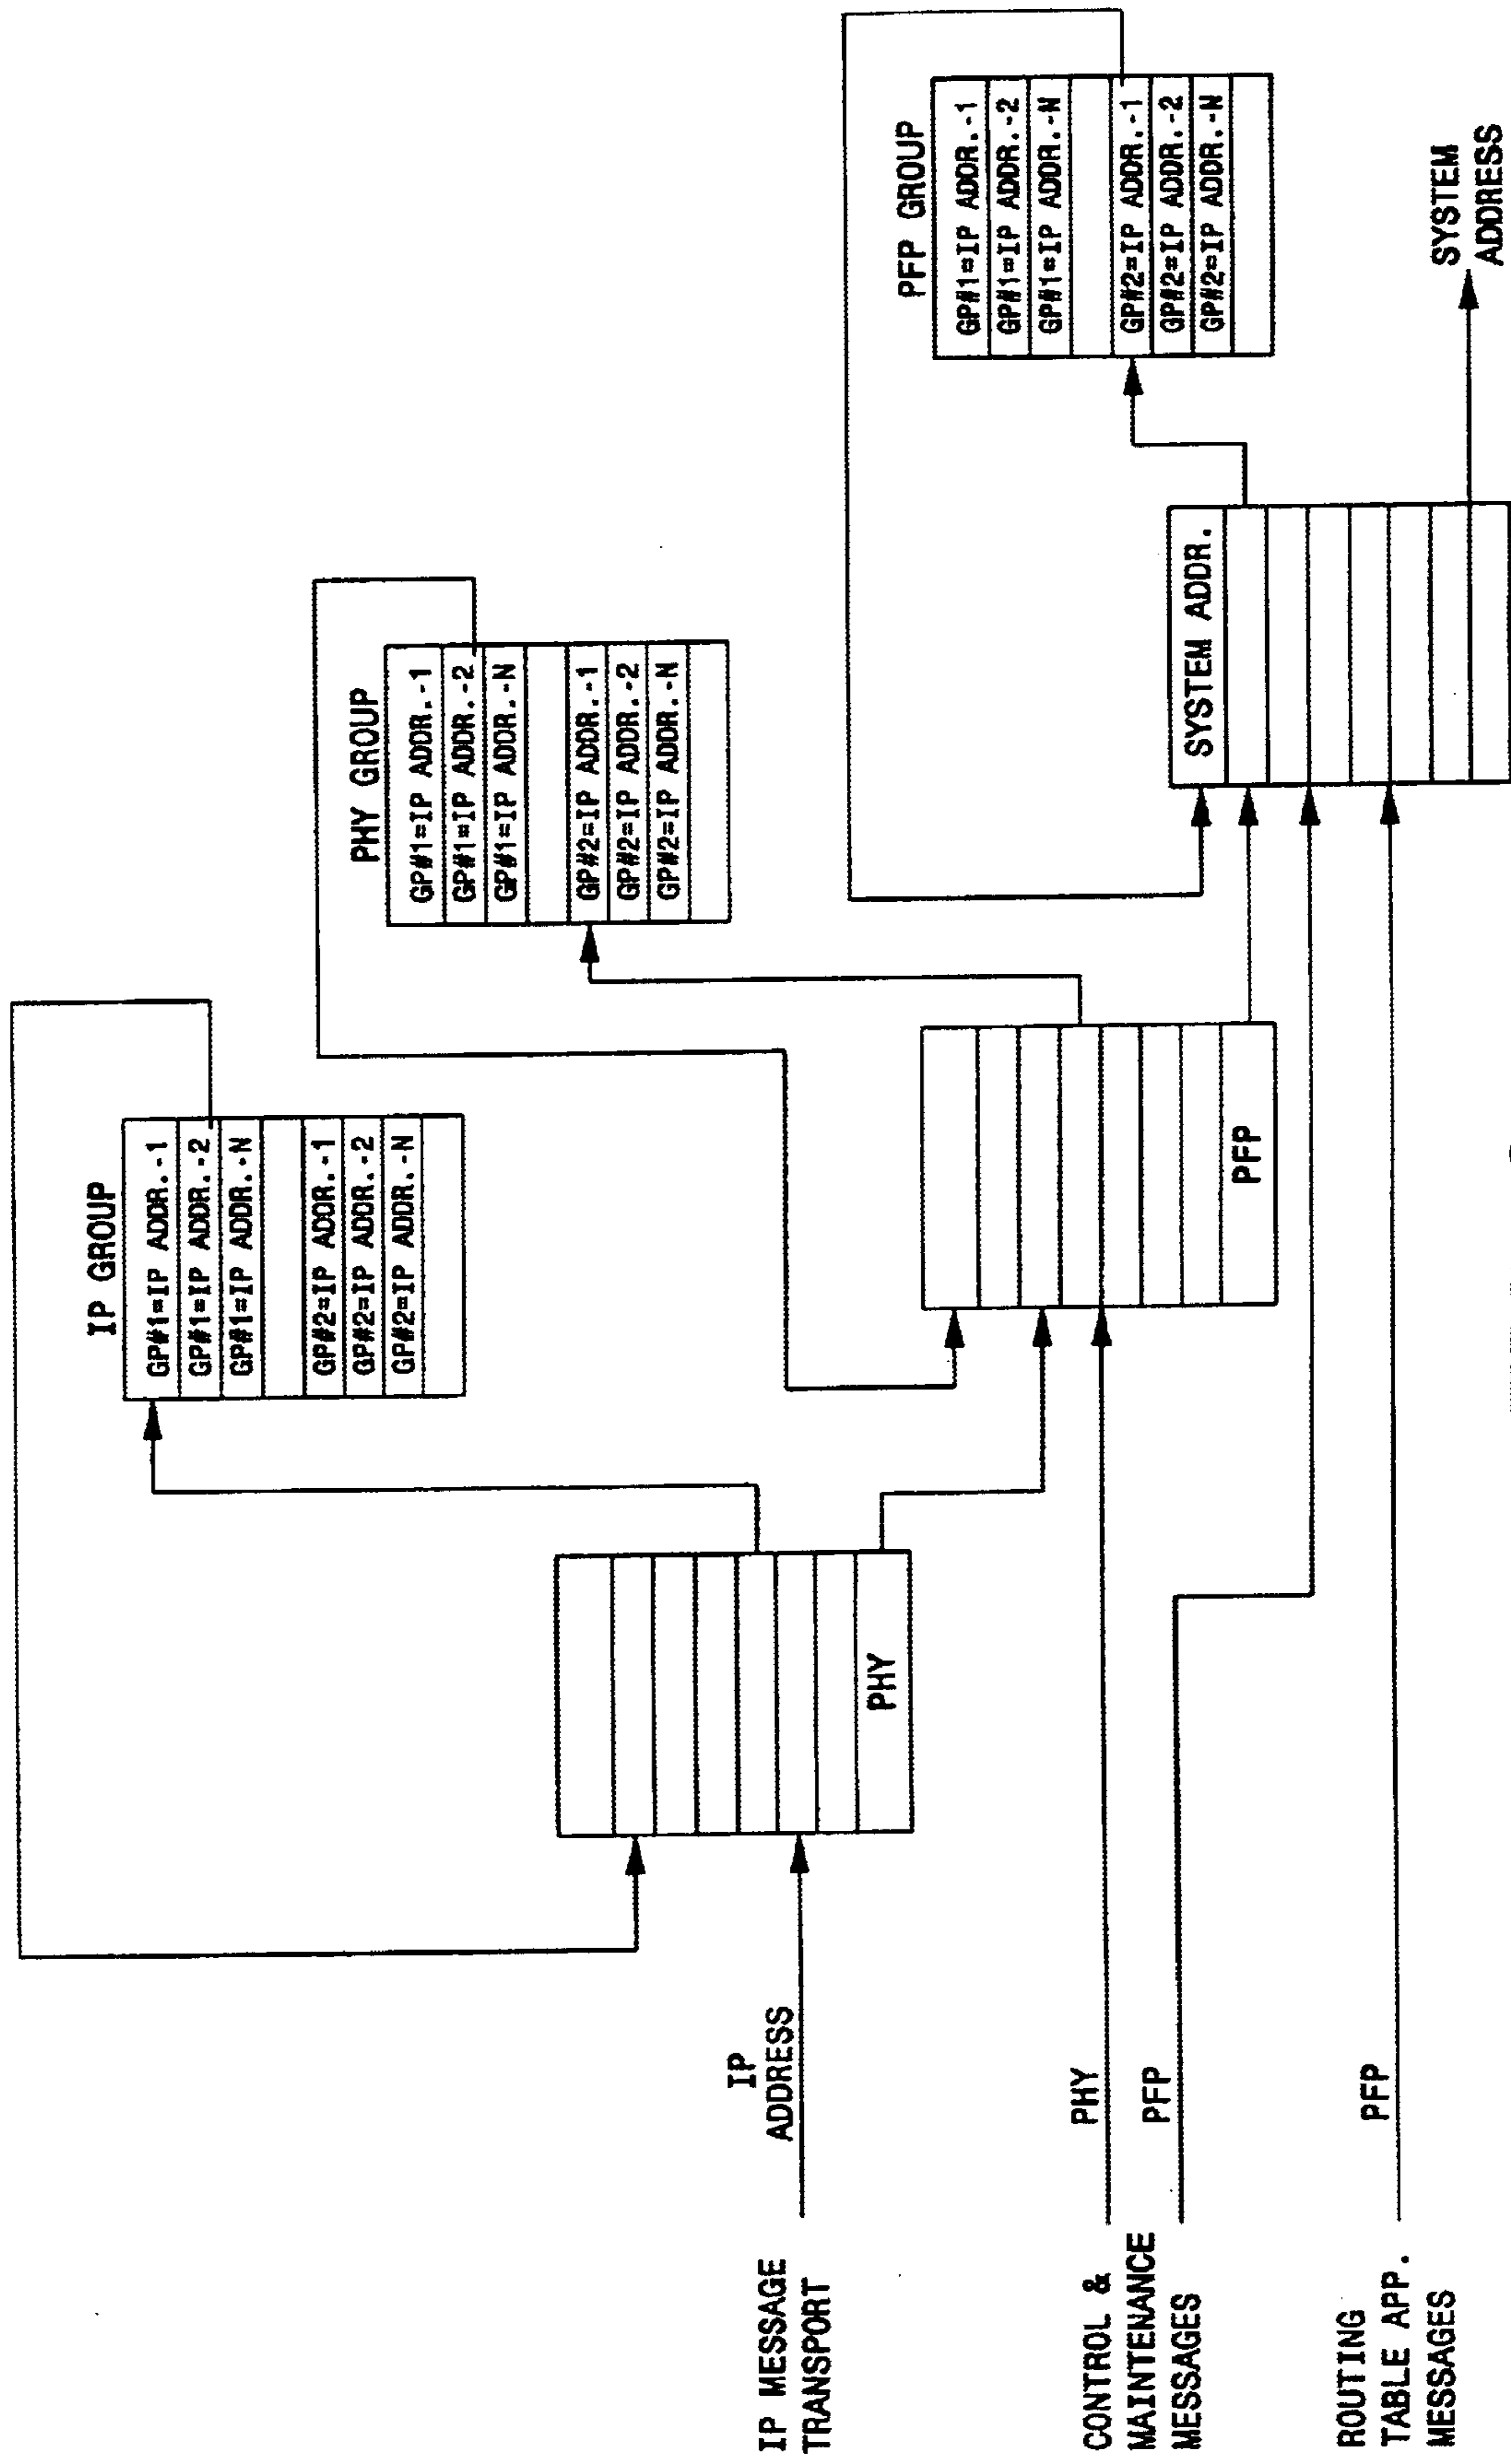 IP GROUP
GP#1=IP ADDR.-1
GP#1=IP ADDR.-2
GP#1=IP ADDR.-N
GP#2=IP ADDR.-1
GP#2=IP ADDR.-2
GP#2=IP ADDR.-N
PHY GROUP
GP#1=IP ADDR.-1
GP#1=IP ADDR.-2
GP#1=IP ADDR.-N
GP#2=IP ADDR.-1
GP#2=IP ADDR.-2
GP#2=IP ADDR.-N
PFP GROUP
GP#1=IP ADDR.-1
GP#1=IP ADDR.-2
GP#1=IP ADDR.-N
GP#2=IP ADDR.-1
GP#2=IP ADDR.-2
GP#2=IP ADDR.-N
IP MESSAGE
TRANSPORT
IP
ADDRESS
PHY
CONTROL &
MAINTENANCE
MESSAGES
PHY
PFP
PFP
SYSTEM ADDR.
ROUTING
TABLE APP.
MESSAGES
PFP
SYSTEM
ADDRESS